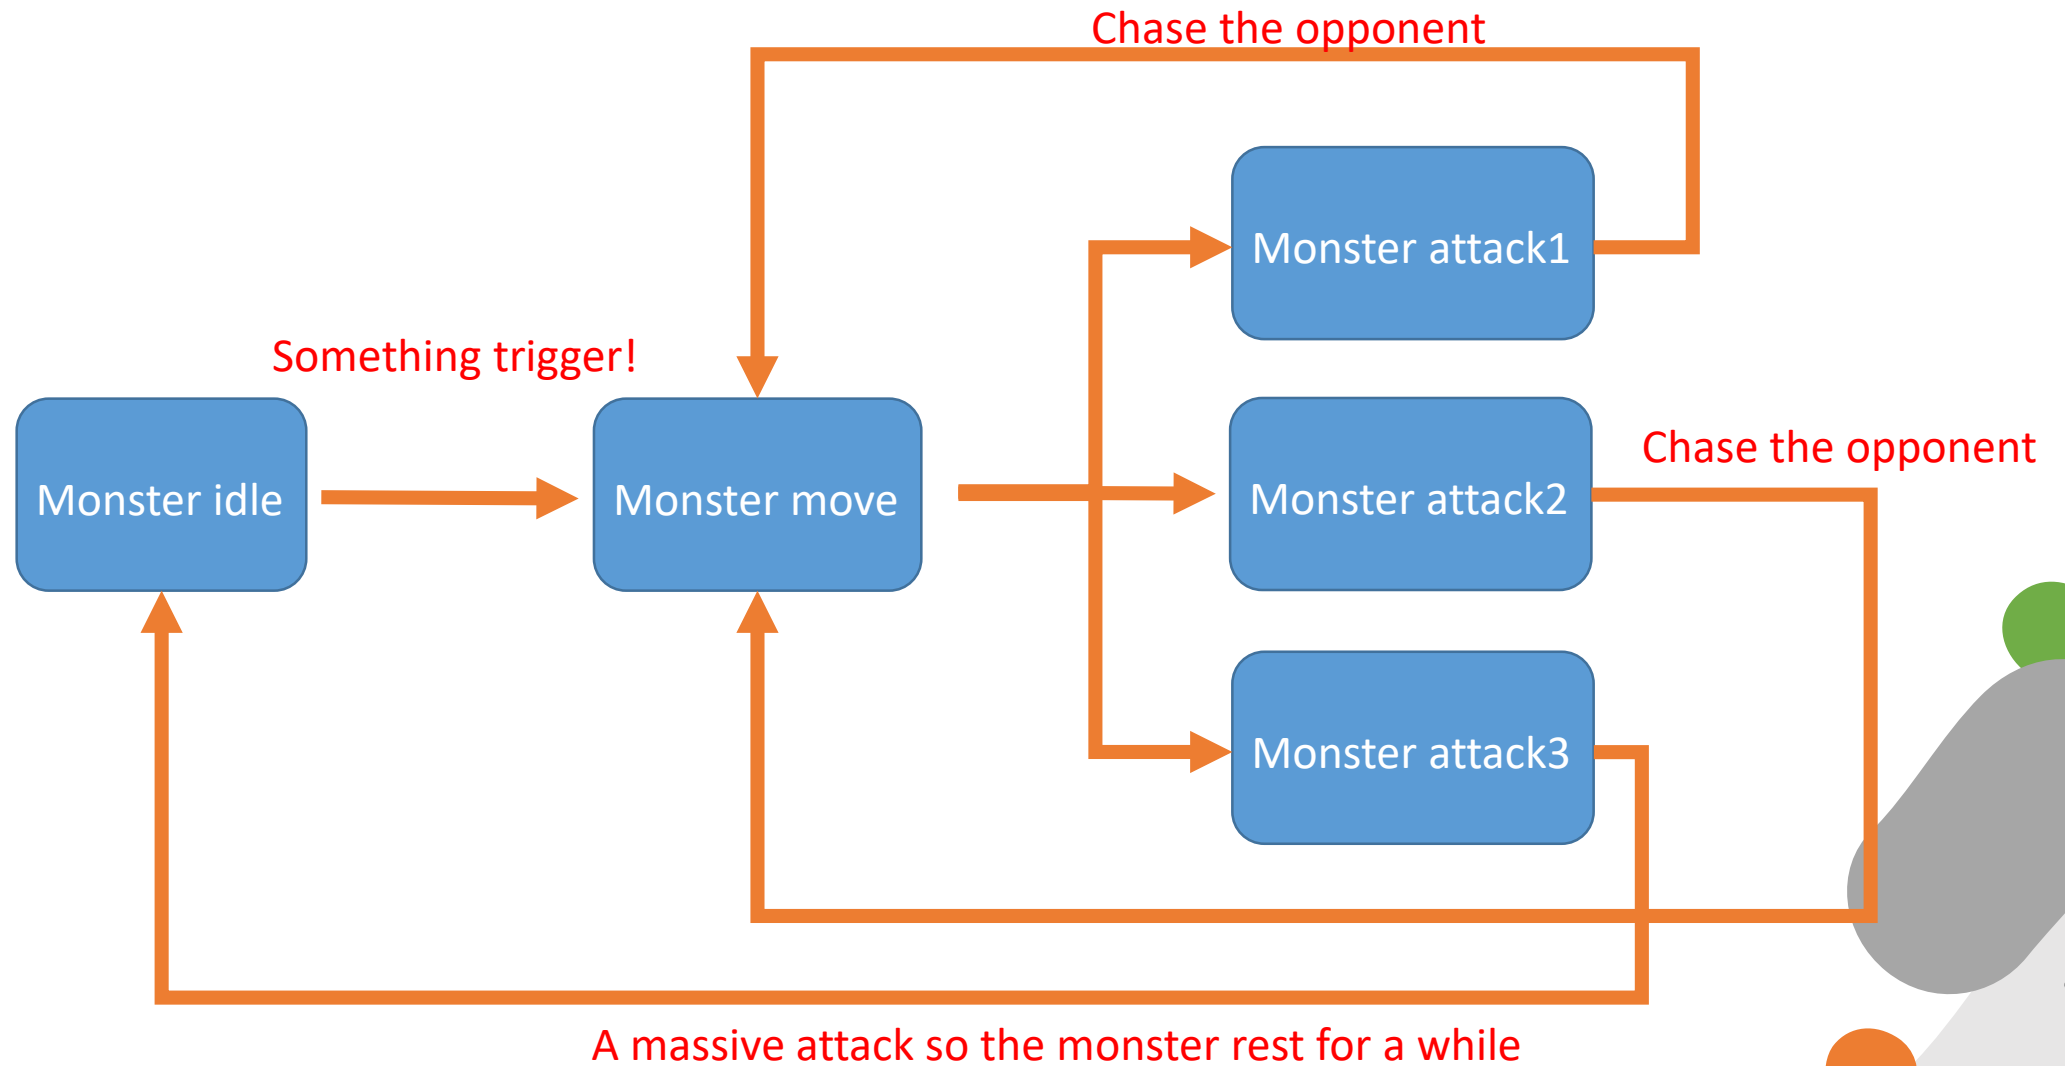 Chase the opponent
Monster attack1
Something trigger!
Monster idle
Monster move
Monster attack2
Chase the opponent
Monster attack3
A massive attack so the monster rest for a while